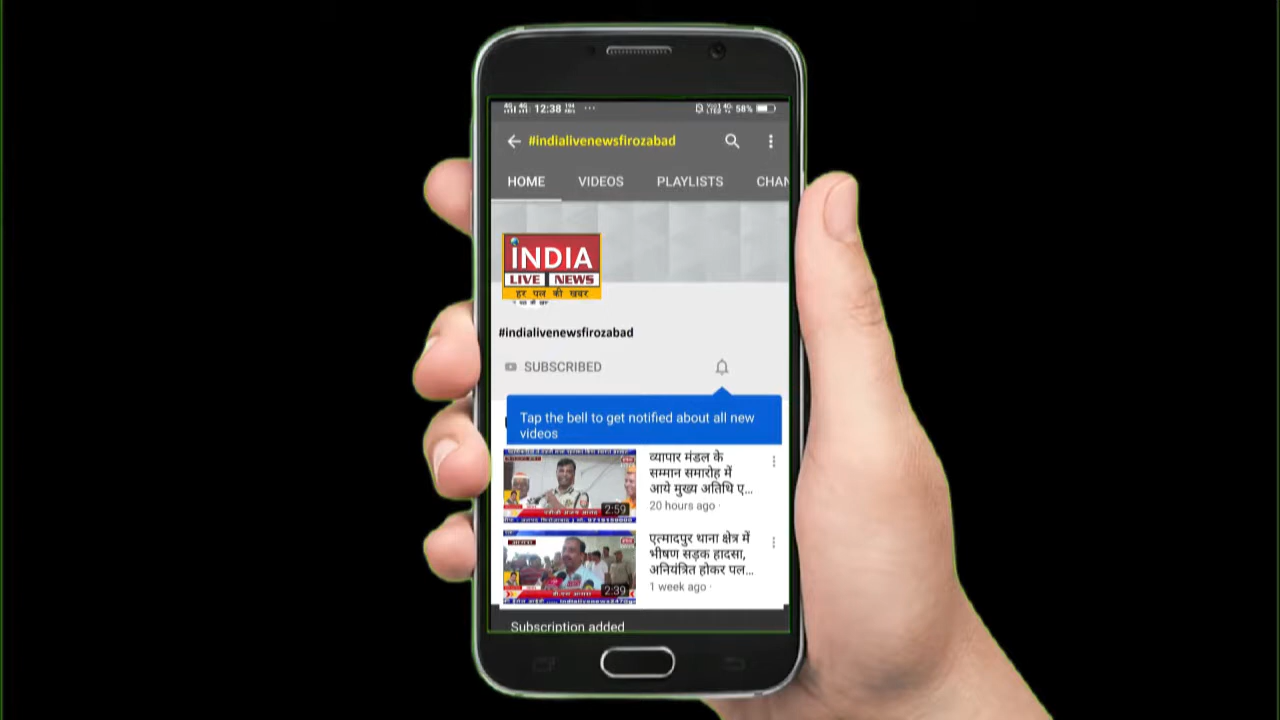 12:38 ... 58%
#indialivenewsfirozabad
HOME VIDEOS PLAYLISTS CHAN
INDIA
LIVE NEWS
हर पल की खबर
#indialivenewsfirozabad
SUBSCRIBED
Tap the bell to get notified about all new
videos
व्यापार मंडल के
सम्मान समारोह में
आये मुख्य अतिथि ए...
20 hours ago ·
2:59
एत्मादपुर थाना क्षेत्र में
भीषण सड़क हादसा,
अनियंत्रित होकर पल...
1 week ago ·
2:39
Subscription added